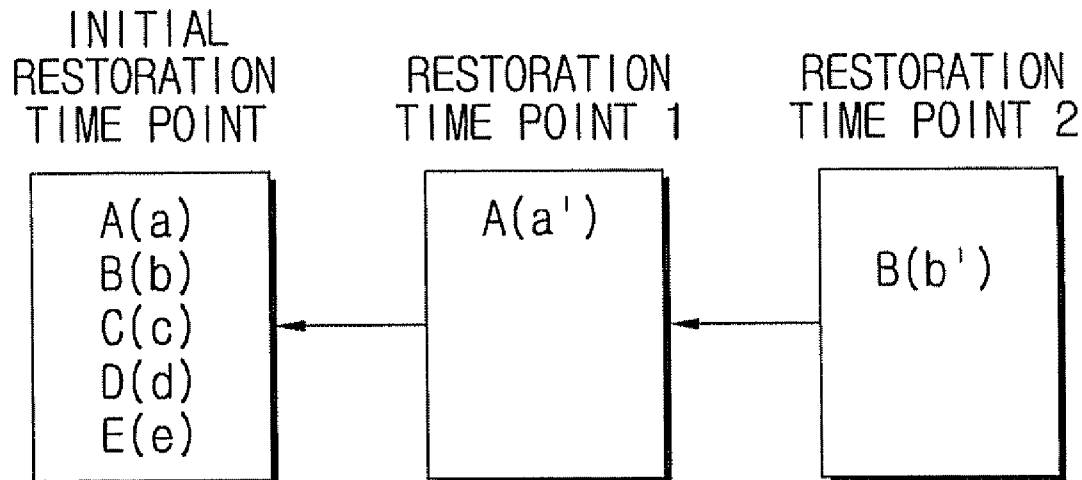 INITIAL
RESTORATION
TIME POINT
RESTORATION
TIME POINT 1
RESTORATION
TIME POINT 2
A(a)
B(b)
C(c)
D(d)
E(e)
A(a')
B(b')